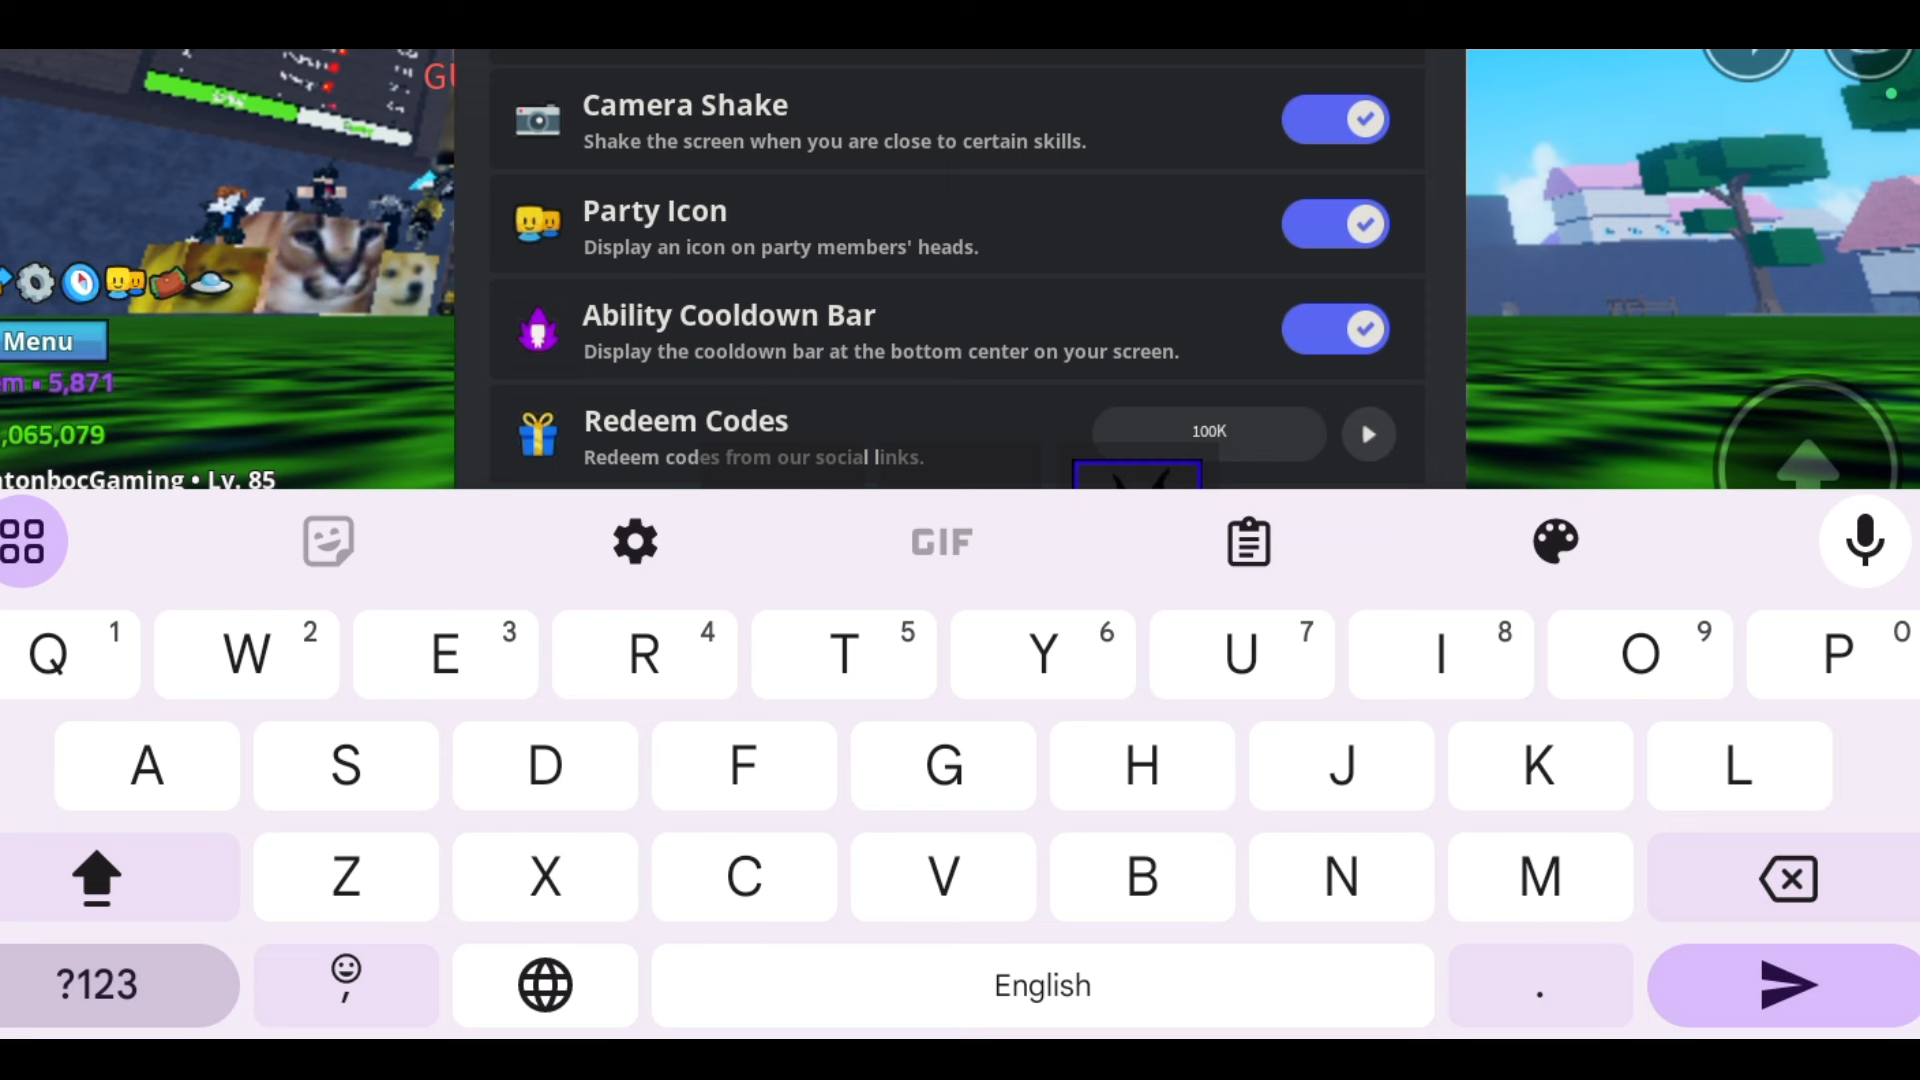 GU
Camera Shake
Shake the screen when you are close to certain skills.
Party Icon
Display an icon on party members' heads.
Ability Cooldown Bar
Display the cooldown bar at the bottom center on your screen.
Redeem Codes
100K
Redeem codes from our social links.
Menu
em • 5,871
,065,079
ntonbocGaming • Lv. 85
GIF
Q 1 W 2 E 3 R 4 T 5 Y 6 U 7 I 8 O 9 P 0
A S D F G H J K L
Z X C V B N M
?123 , English .